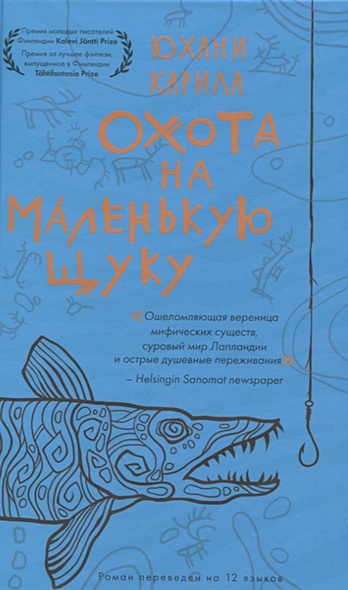 Премия молодых писателей
Финляндии Kalevi Jäntti Prize
Премия за лучшее фэнтези,
выпущенное в Финляндии
Tähtifantasia Prize
ЮХАНИ
КАРИЛА
ОХОТА
НА
МАЛЕНЬКУЮ
ЩУКУ
Ошеломляющая вереница
мифических существ,
суровый мир Лапландии
и острые душевные переживания
– Helsingin Sanomat newspaper
Роман переведен на 12 языков